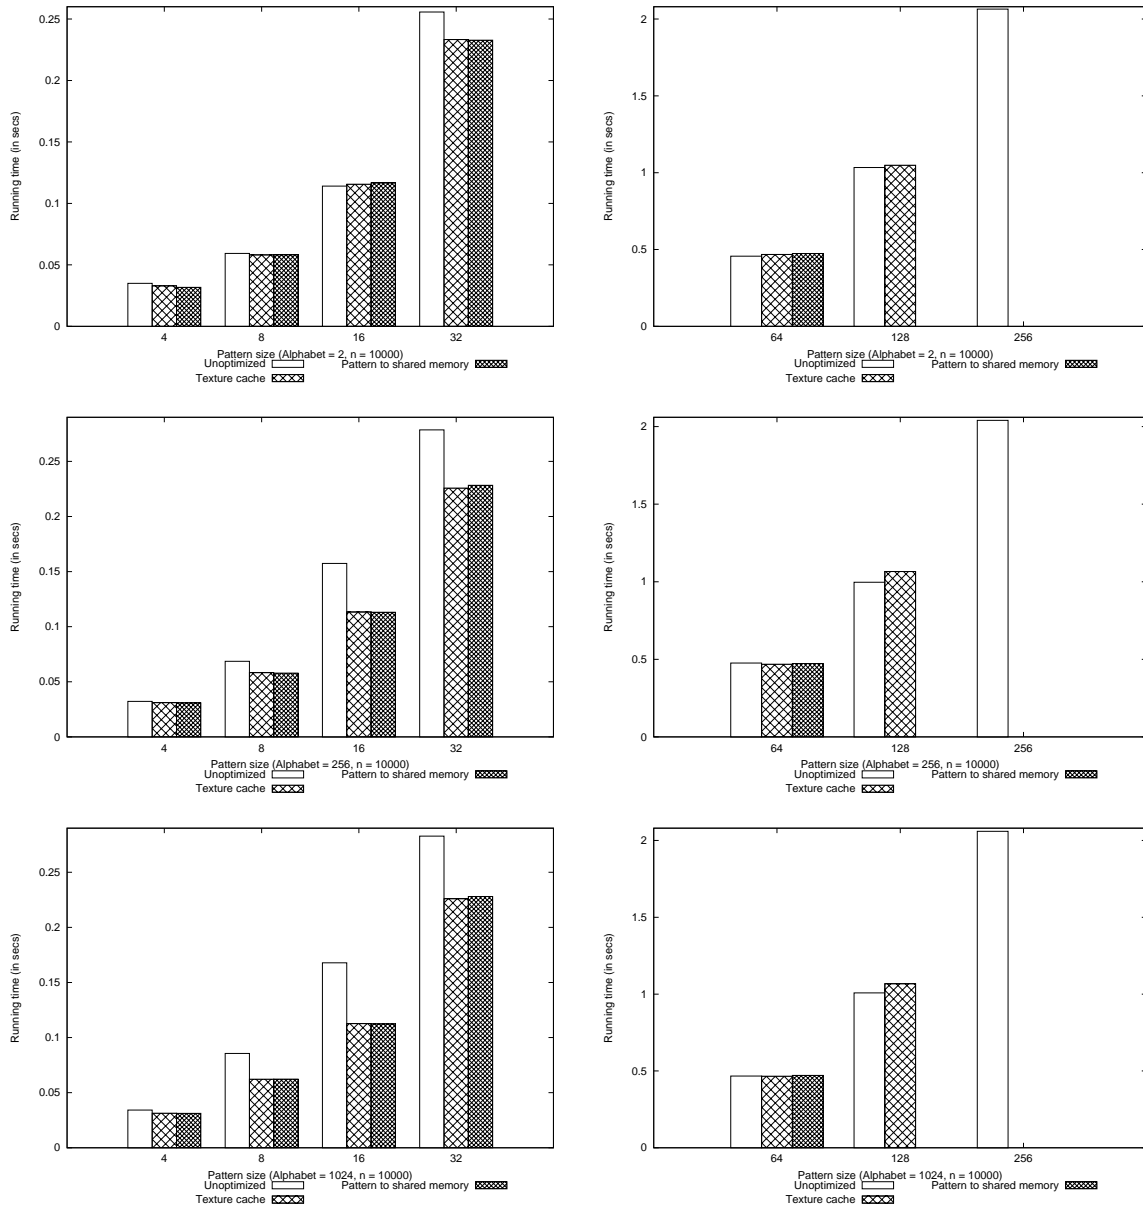 0.25
0.2
0.15
0.1
0.05
0
Running time (in secs)
4 8 16 32
Pattern size (Alphabet = 2, n = 10000)
Unoptimized
Texture cache
Pattern to shared memory
2
1.5
1
0.5
0
Running time (in secs)
64 128 256
Pattern size (Alphabet = 2, n = 10000)
Unoptimized
Texture cache
Pattern to shared memory
0.25
0.2
0.15
0.1
0.05
0
Running time (in secs)
4 8 16 32
Pattern size (Alphabet = 256, n = 10000)
Unoptimized
Texture cache
Pattern to shared memory
2
1.5
1
0.5
0
Running time (in secs)
64 128 256
Pattern size (Alphabet = 256, n = 10000)
Unoptimized
Texture cache
Pattern to shared memory
0.25
0.2
0.15
0.1
0.05
0
Running time (in secs)
4 8 16 32
Pattern size (Alphabet = 1024, n = 10000)
Unoptimized
Texture cache
Pattern to shared memory
2
1.5
1
0.5
0
Running time (in secs)
64 128 256
Pattern size (Alphabet = 1024, n = 10000)
Unoptimized
Texture cache
Pattern to shared memory